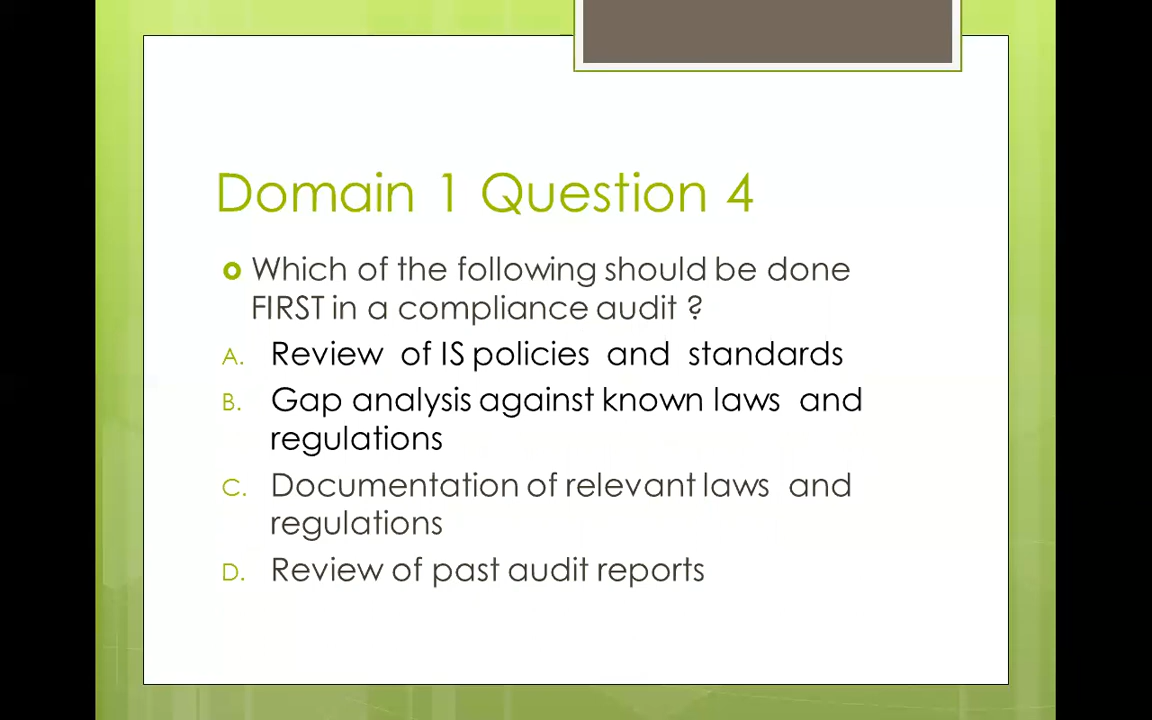 Domain 1 Question 4
Which of the following should be done
FIRST in a compliance audit ?
A. Review of IS policies and standards
B. Gap analysis against known laws and
regulations
C. Documentation of relevant laws and
regulations
D. Review of past audit reports